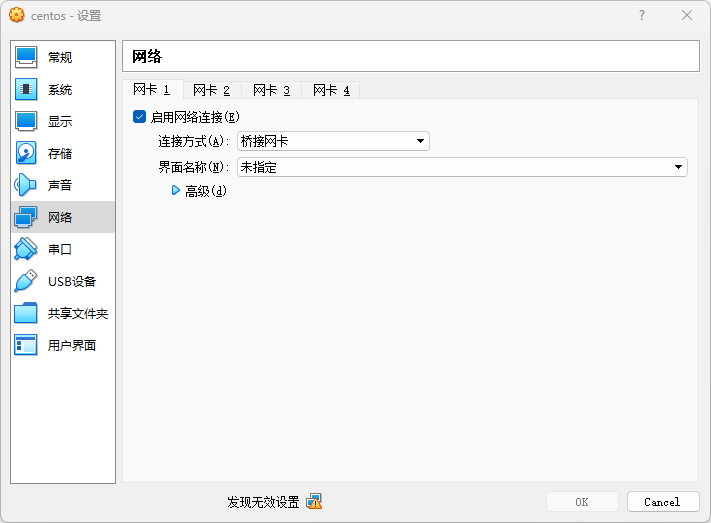 centos - 设置
?
常规
系统
显示
存储
声音
网络
串口
USB设备
共享文件夹
用户界面
网络
网卡 1
网卡 2
网卡 3
网卡 4
启用网络连接(E)
连接方式(A):
桥接网卡
界面名称(N):
未指定
高级(d)
发现无效设置
OK
Cancel